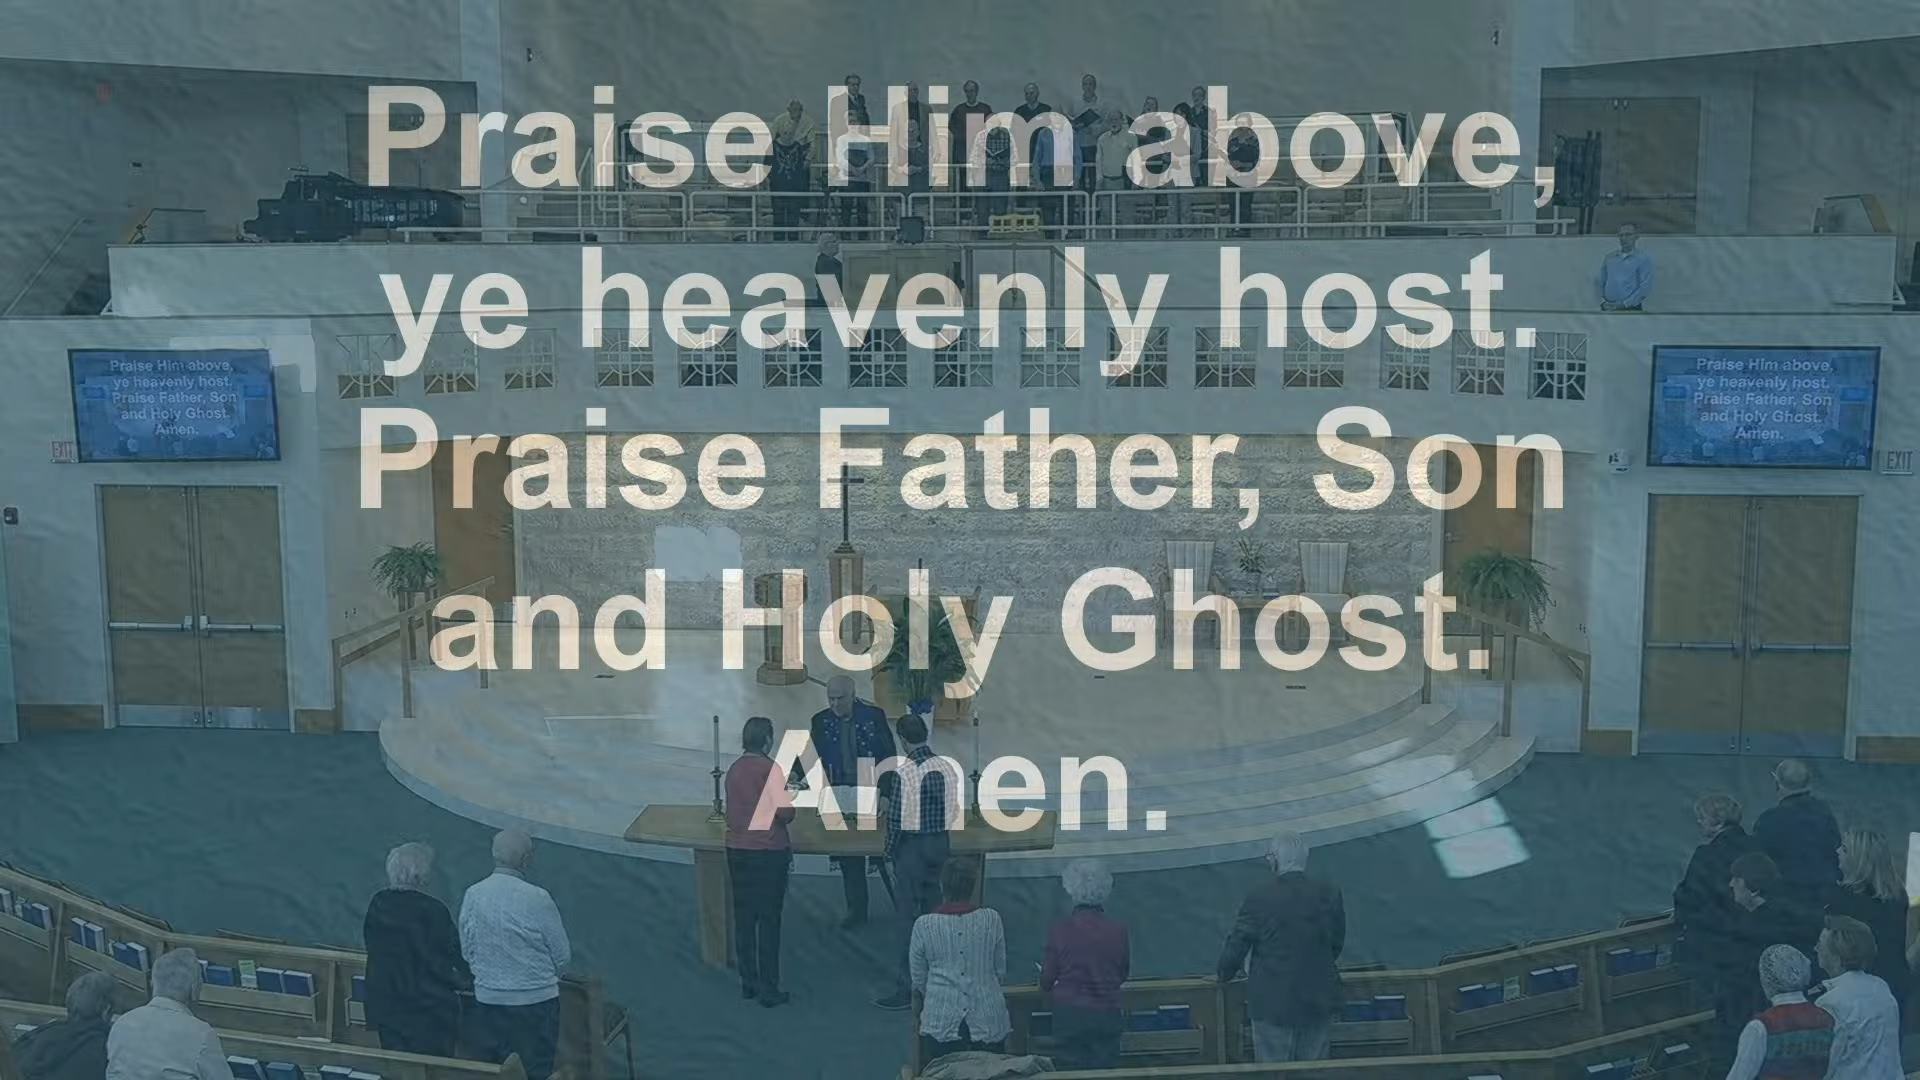 Praise Him above,
ye heavenly host.
Praise Father, Son
and Holy Ghost.
Amen.
Praise Him above,
ye heavenly host.
Praise Father, Son
and Holy Ghost.
Amen.
Praise Him above,
ye heavenly host.
Praise Father, Son
and Holy Ghost.
Amen.
EXIT
EXIT